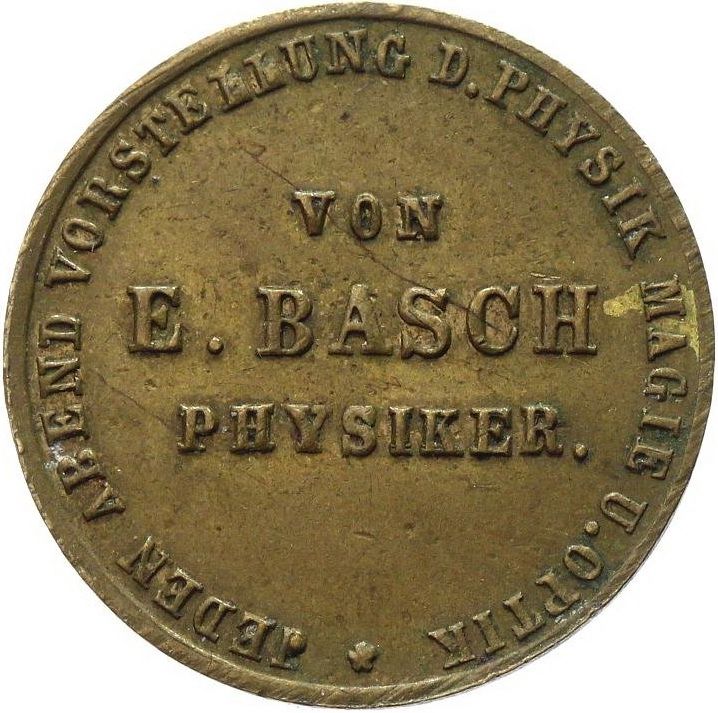 JEDEN ABEND VORSTELLUNG D. PHYSIK MAGIE U. OPTIK
VON
E. BASCH
PHYSIKER.